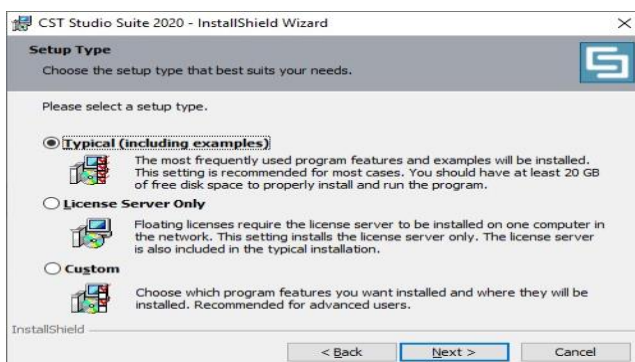 CST Studio Suite 2020 - InstallShield Wizard
Setup Type
Choose the setup type that best suits your needs.
Please select a setup type.
Typical (including examples)
The most frequently used program features and examples will be installed.
This setting is recommended for most cases. You should have at least 20 GB
of free disk space to properly install and run the program.
License Server Only
Floating licenses require the license server to be installed on one computer in
the network. This setting installs the license server only. The license server
is also included in the typical installation.
Custom
Choose which program features you want installed and where they will be
installed. Recommended for advanced users.
InstallShield
< Back Next > Cancel